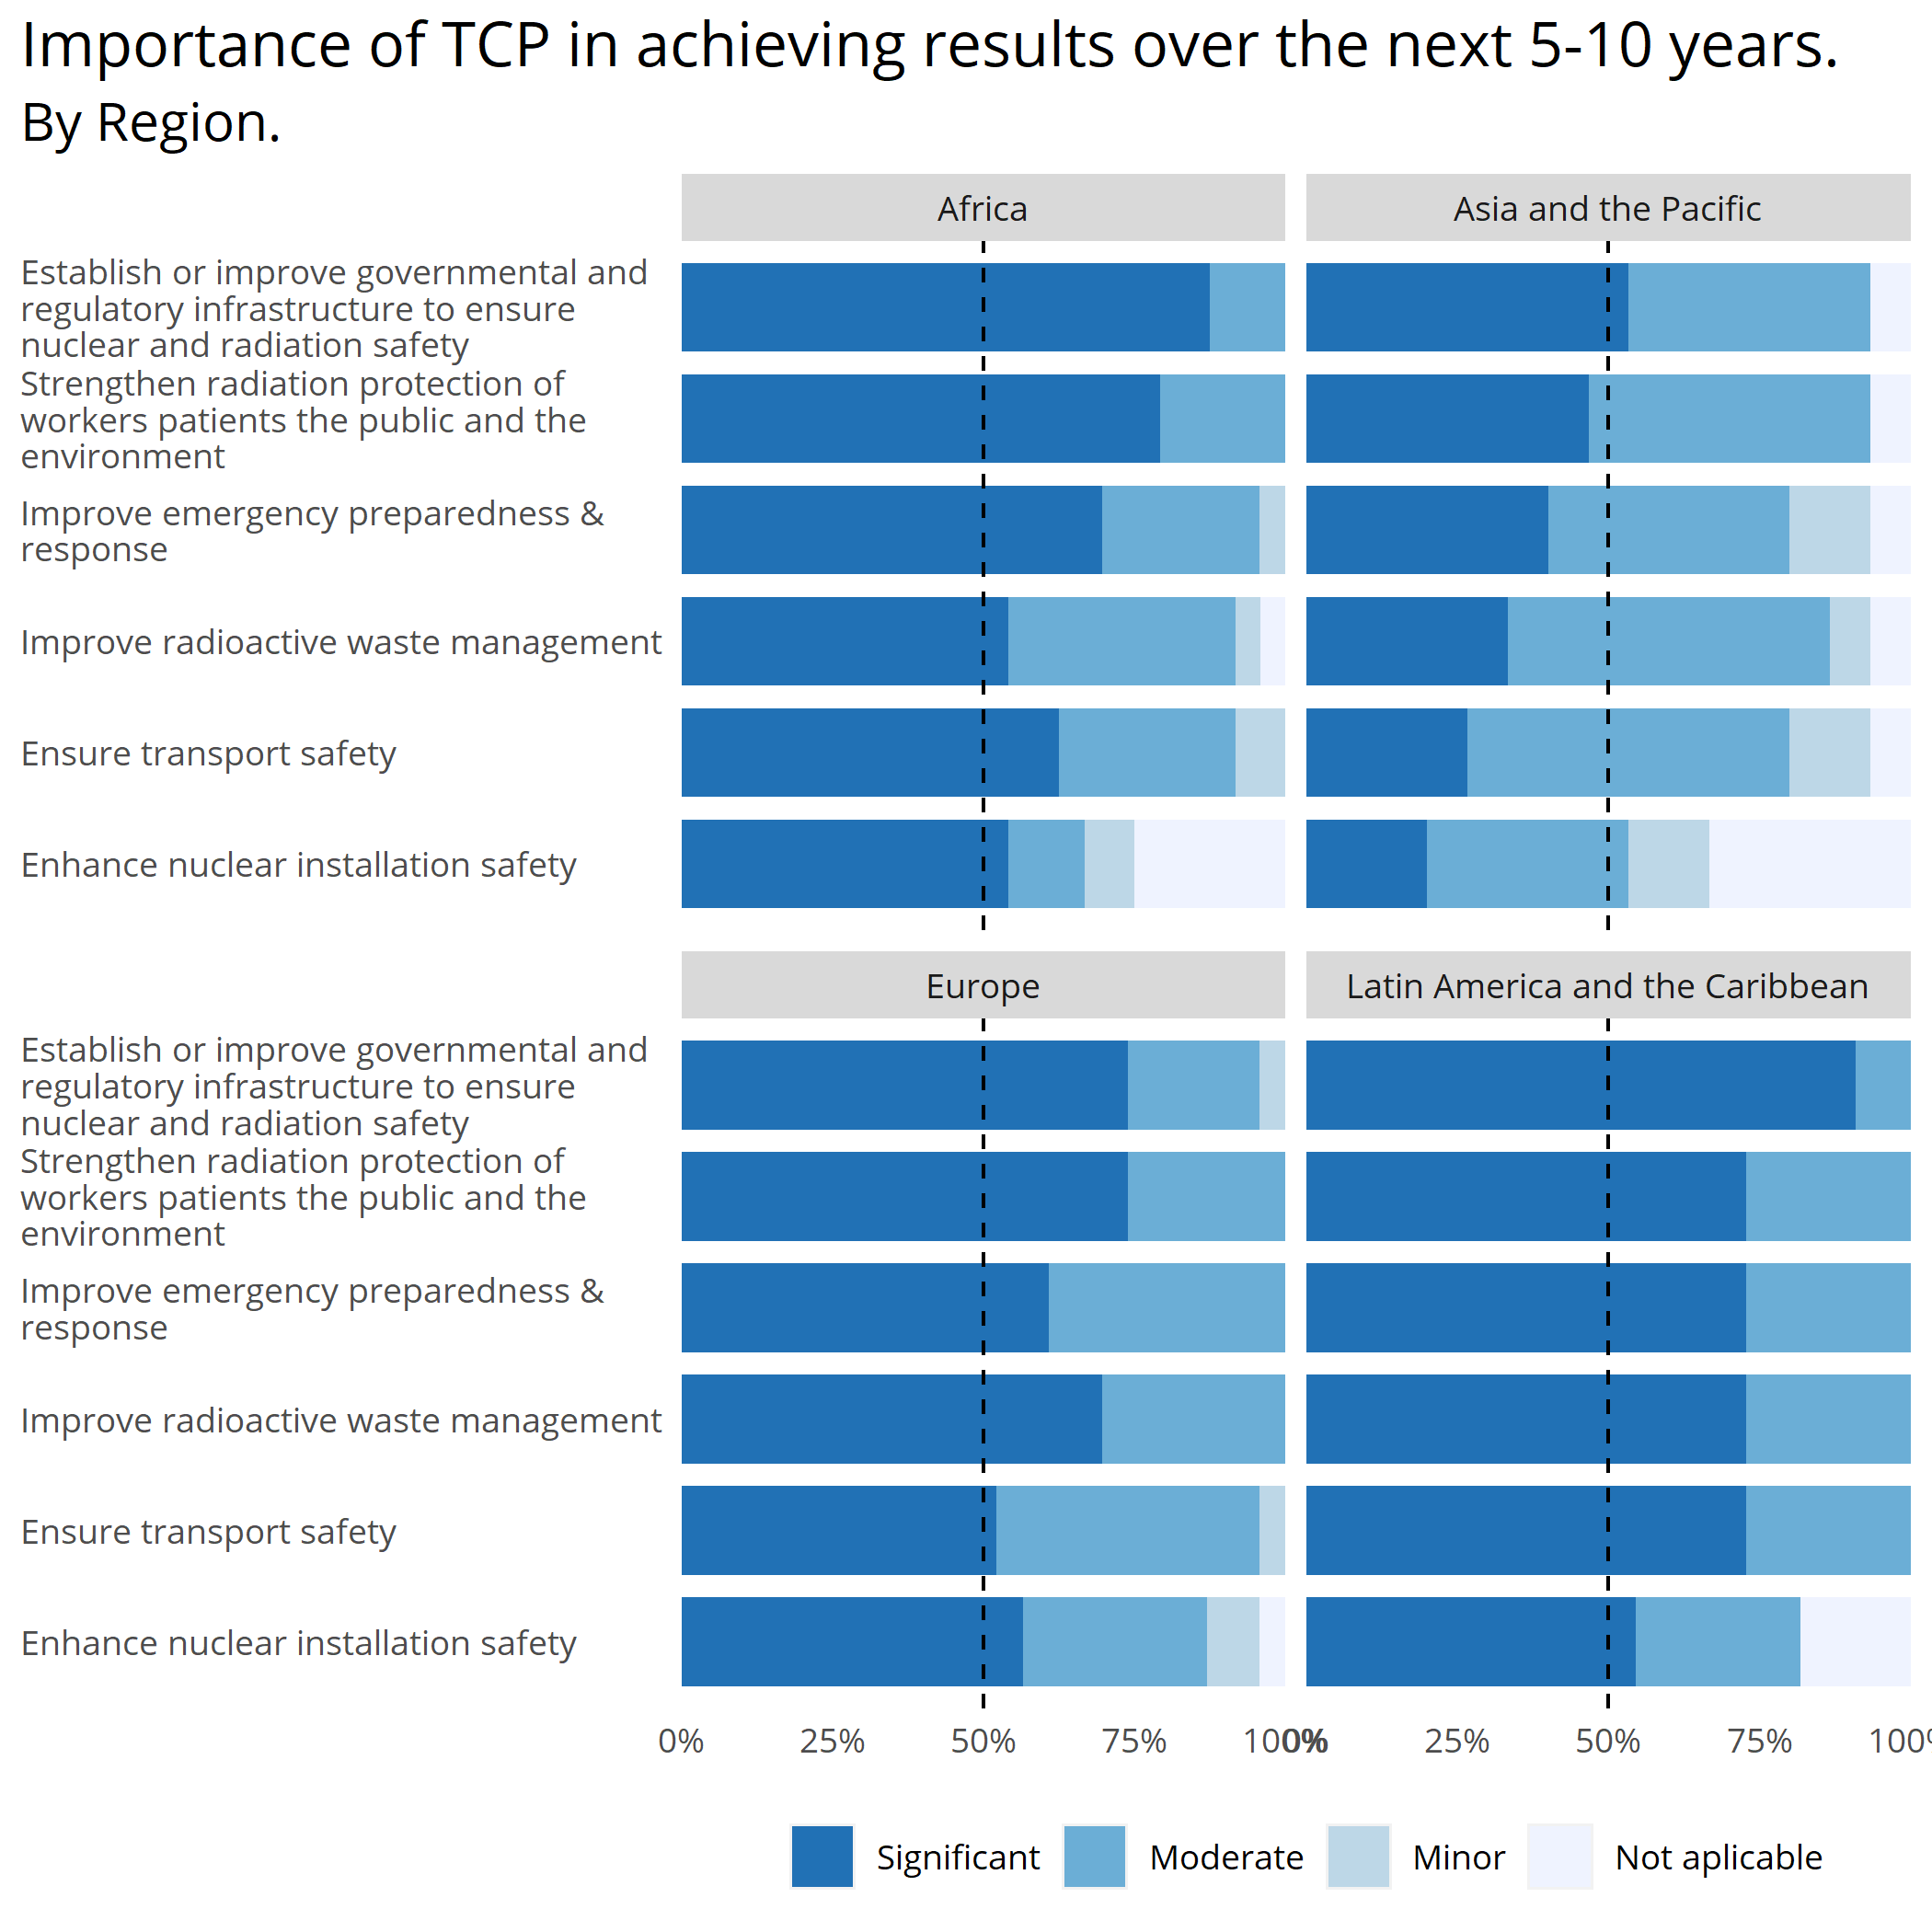 Importance of TCP in achieving results over the next 5-10 years.
By Region.
Africa
Asia and the Pacific
Establish or improve governmental and
regulatory infrastructure to ensure
nuclear and radiation safety
Strengthen radiation protection of
workers patients the public and the
environment
Improve emergency preparedness &
response
Improve radioactive waste management
Ensure transport safety
Enhance nuclear installation safety
Europe
Latin America and the Caribbean
Establish or improve governmental and
regulatory infrastructure to ensure
nuclear and radiation safety
Strengthen radiation protection of
workers patients the public and the
environment
Improve emergency preparedness &
response
Improve radioactive waste management
Ensure transport safety
Enhance nuclear installation safety
0% 25% 50% 75% 100% 0% 25% 50% 75% 100%
Significant Moderate Minor Not aplicable